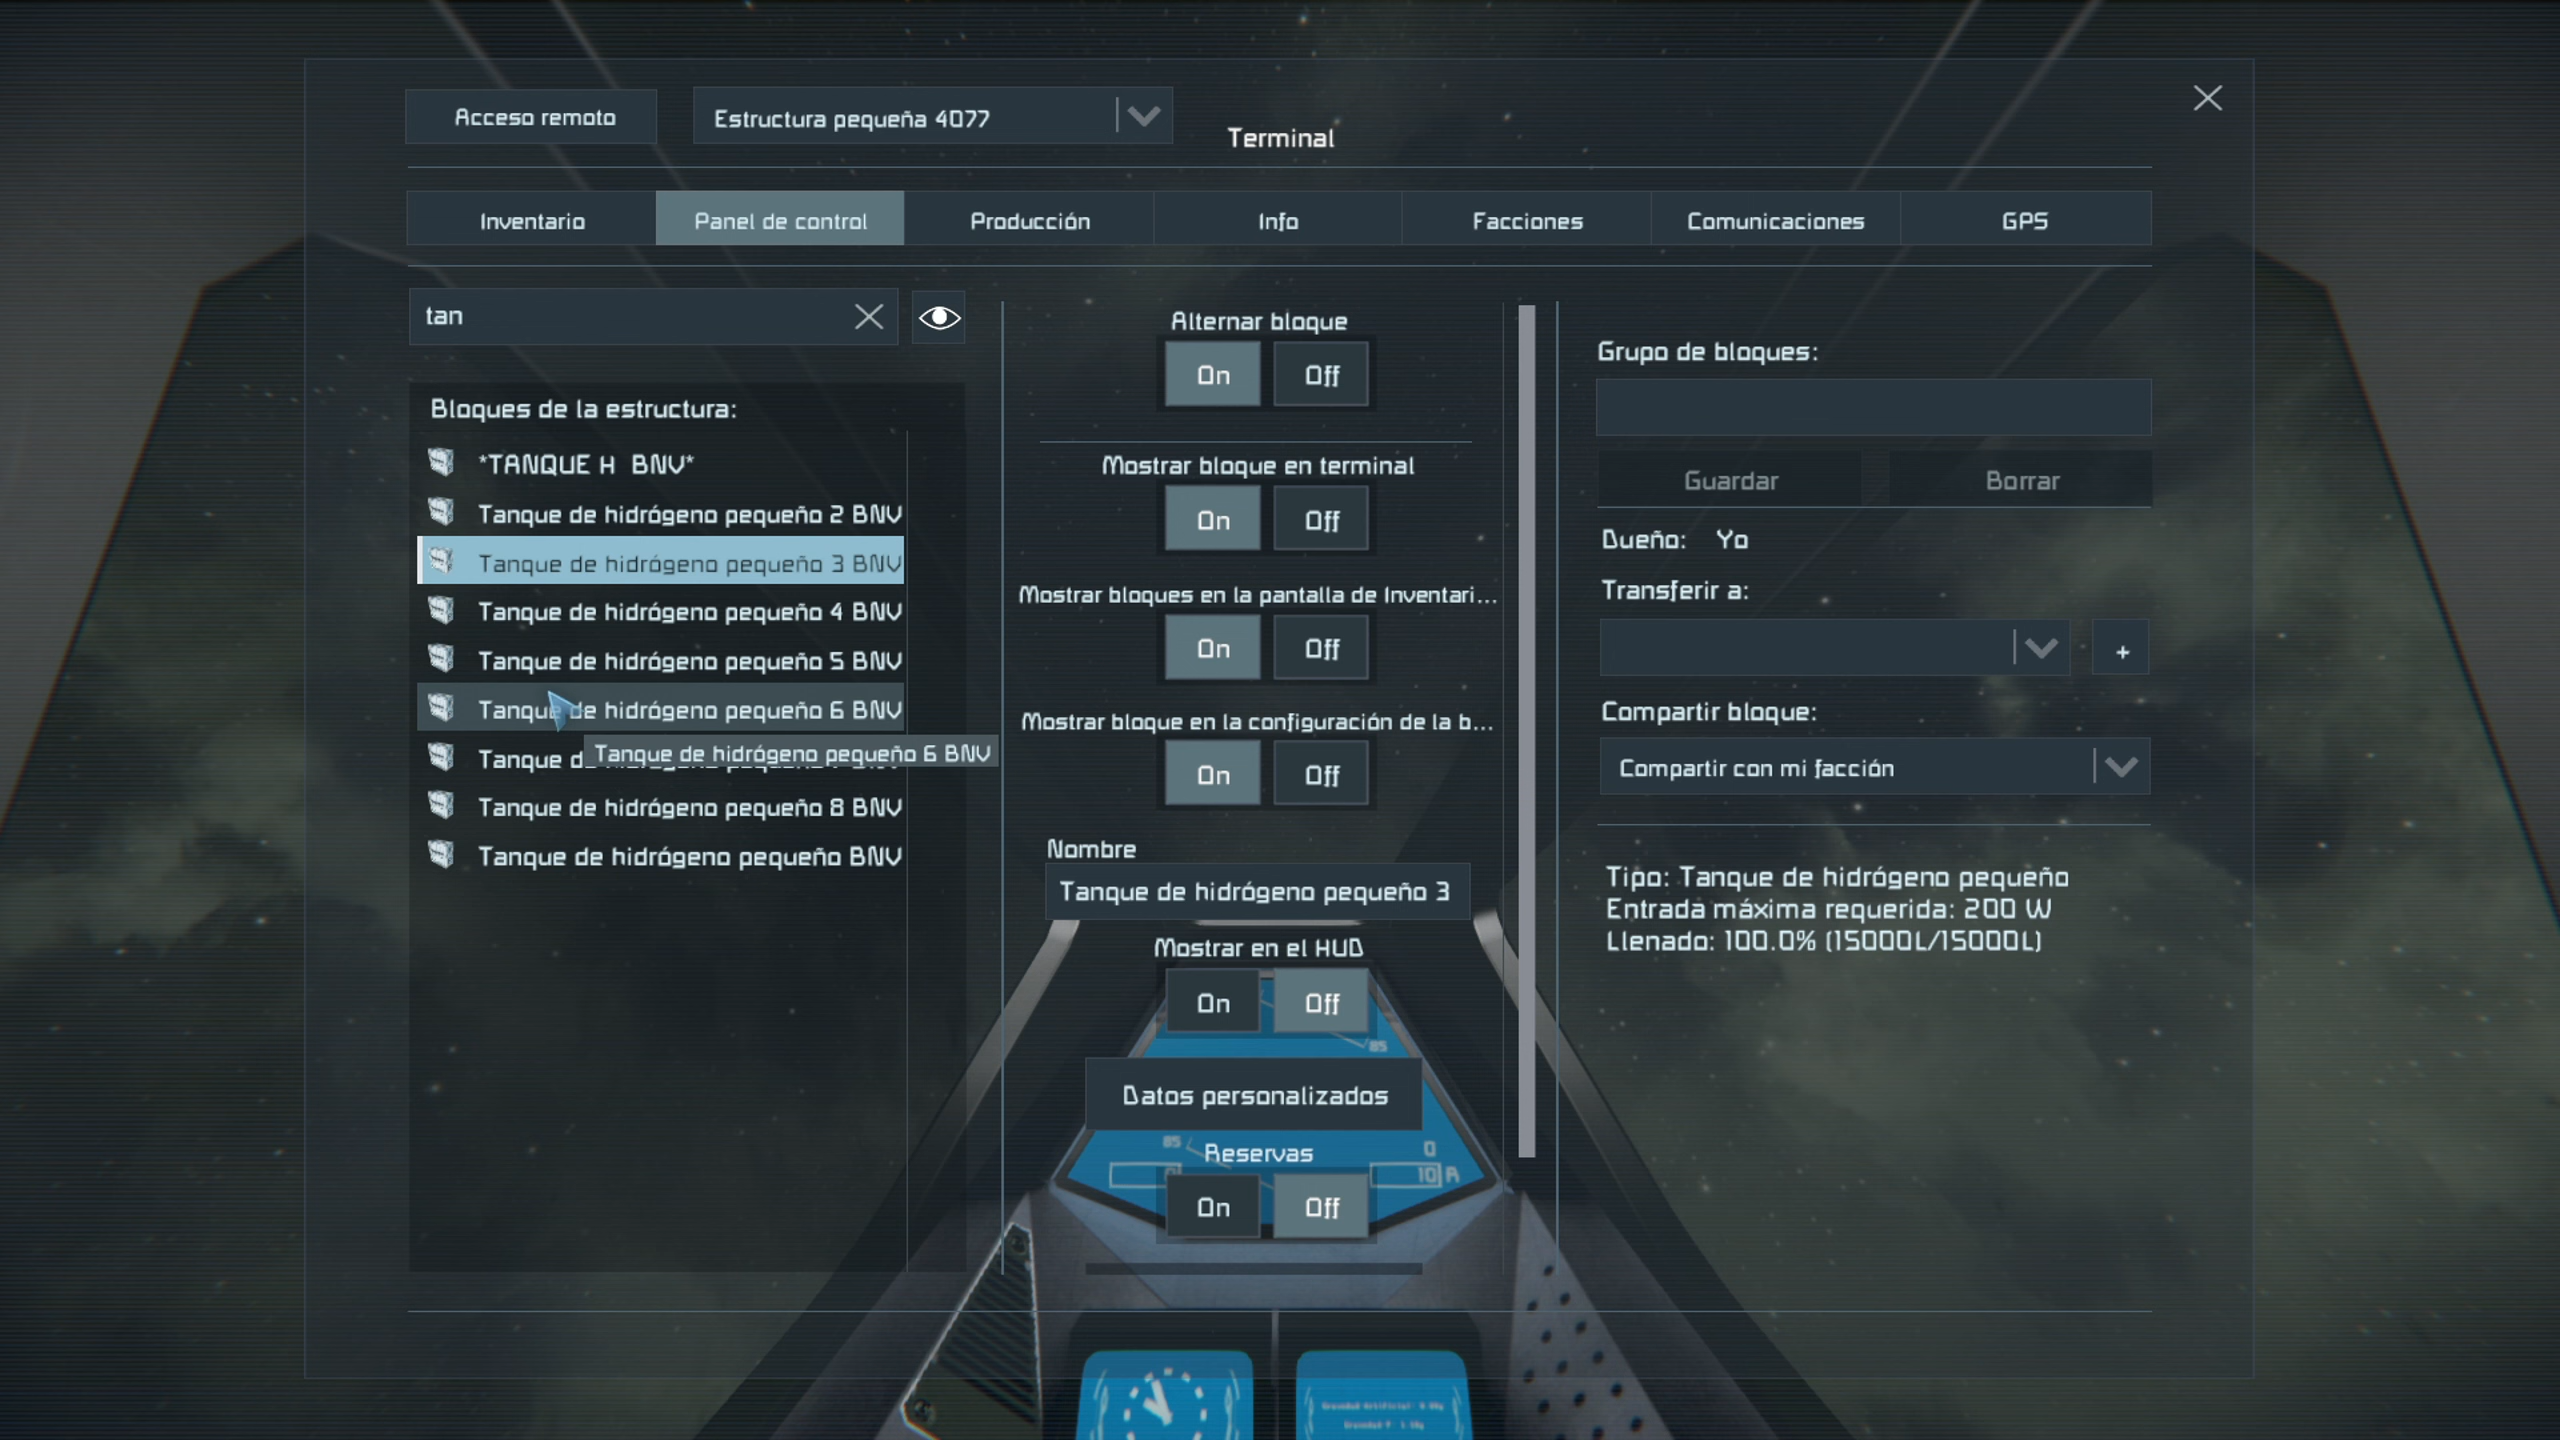 Acceso remoto
Estructura pequeña 4077
Terminal
Inventario
Panel de control
Producción
Info
Facciones
Comunicaciones
GPS
tan
Bloques de la estructura:
*TANQUE H  BNV*
Tanque de hidrógeno pequeño 2 BNV
Tanque de hidrógeno pequeño 3 BNV
Tanque de hidrógeno pequeño 4 BNV
Tanque de hidrógeno pequeño 5 BNV
Tanque de hidrógeno pequeño 6 BNV
Tanque de hidrógeno pequeño 6 BNV
Tanque d
Tanque de hidrógeno pequeño 8 BNV
Tanque de hidrógeno pequeño BNV
Alternar bloque
On Off
Mostrar bloque en terminal
On Off
Mostrar bloques en la pantalla de Inventari...
On Off
Mostrar bloque en la configuración de la b...
On Off
Nombre
Tanque de hidrógeno pequeño 3
Mostrar en el HUD
On Off
85
Datos personalizados
85
Reservas
0
10 A
On Off
Grupo de bloques:
Guardar
Borrar
Dueño: Yo
Transferir a:
+
Compartir bloque:
Compartir con mi facción
Tipo: Tanque de hidrógeno pequeño
Entrada máxima requerida: 200 W
Llenado: 100.0% (15000L/15000L)